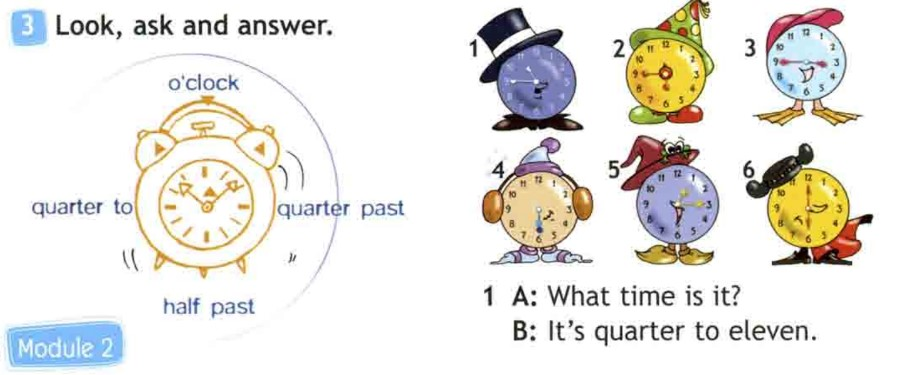 3 Look, ask and answer.
o'clock
quarter to
quarter past
half past
Module 2
1
2
3
4
5
6
1 A: What time is it?
B: It's quarter to eleven.